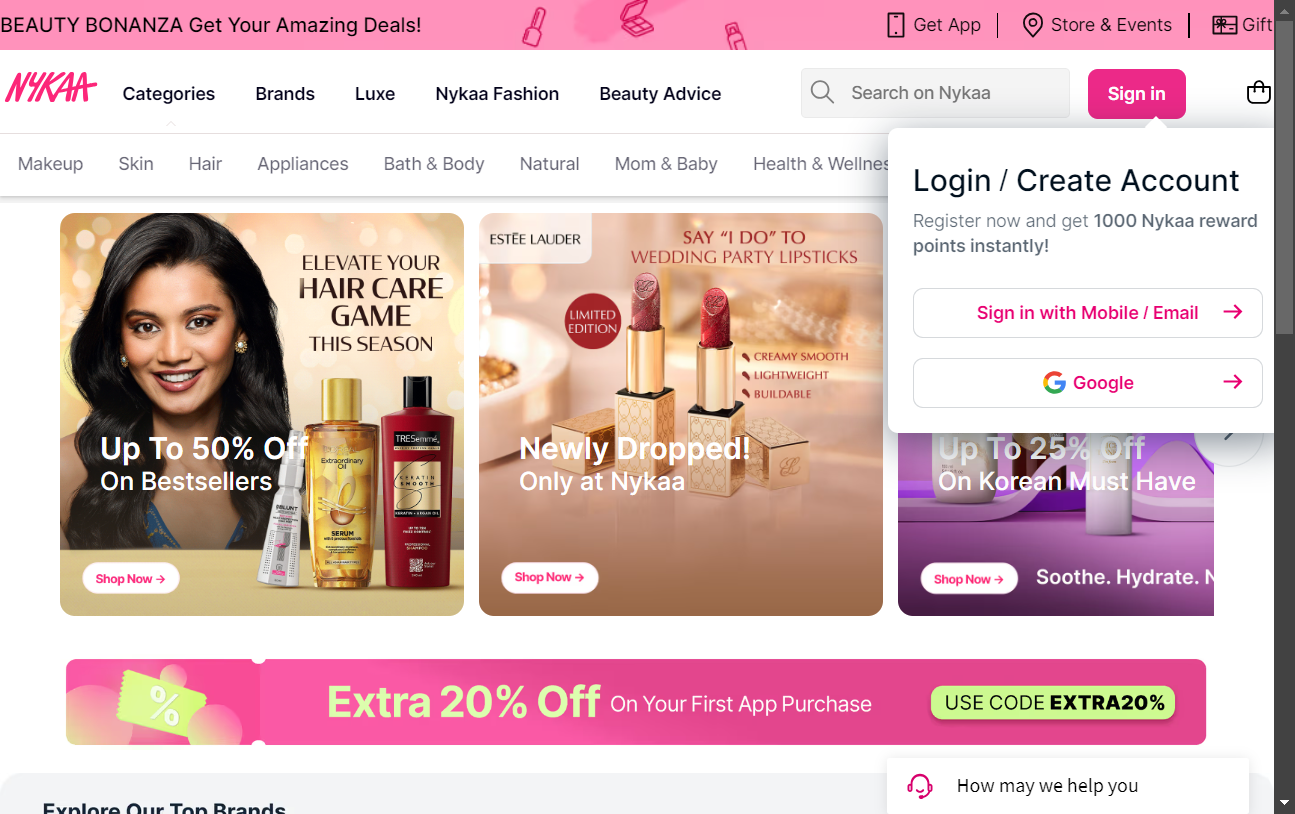 BEAUTY BONANZA Get Your Amazing Deals!
Get App
Store & Events
Gift
NYKAA
Categories
Brands
Luxe
Nykaa Fashion
Beauty Advice
Search on Nykaa
Sign in
Makeup
Skin
Hair
Appliances
Bath & Body
Natural
Mom & Baby
Health & Wellnes
Login / Create Account
Register now and get 1000 Nykaa reward
points instantly!
Sign in with Mobile / Email
Google
ELEVATE YOUR
HAIR CARE
GAME
THIS SEASON
Up To 50% Off
On Bestsellers
Shop Now
BBLUNT
Extraordinary
Oil
SERUM
TRESemmé
KERATIN
SMOOTH
KERATIN + ARGAN OIL
ESTĒE LAUDER
SAY “I DO” TO
WEDDING PARTY LIPSTICKS
LIMITED
EDITION
CREAMY SMOOTH
LIGHTWEIGHT
BUILDABLE
Newly Dropped!
Only at Nykaa
Shop Now
Up To 25% Off
On Korean Must Have
Shop Now
Soothe. Hydrate.
%
Extra 20% Off On Your First App Purchase
USE CODE EXTRA20%
Explore Our Top Brands
How may we help you